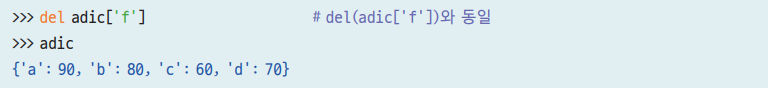 >>> del adic['f'] # del(adic['f'])와 동일
>>> adic
{'a': 90, 'b': 80, 'c': 60, 'd': 70}